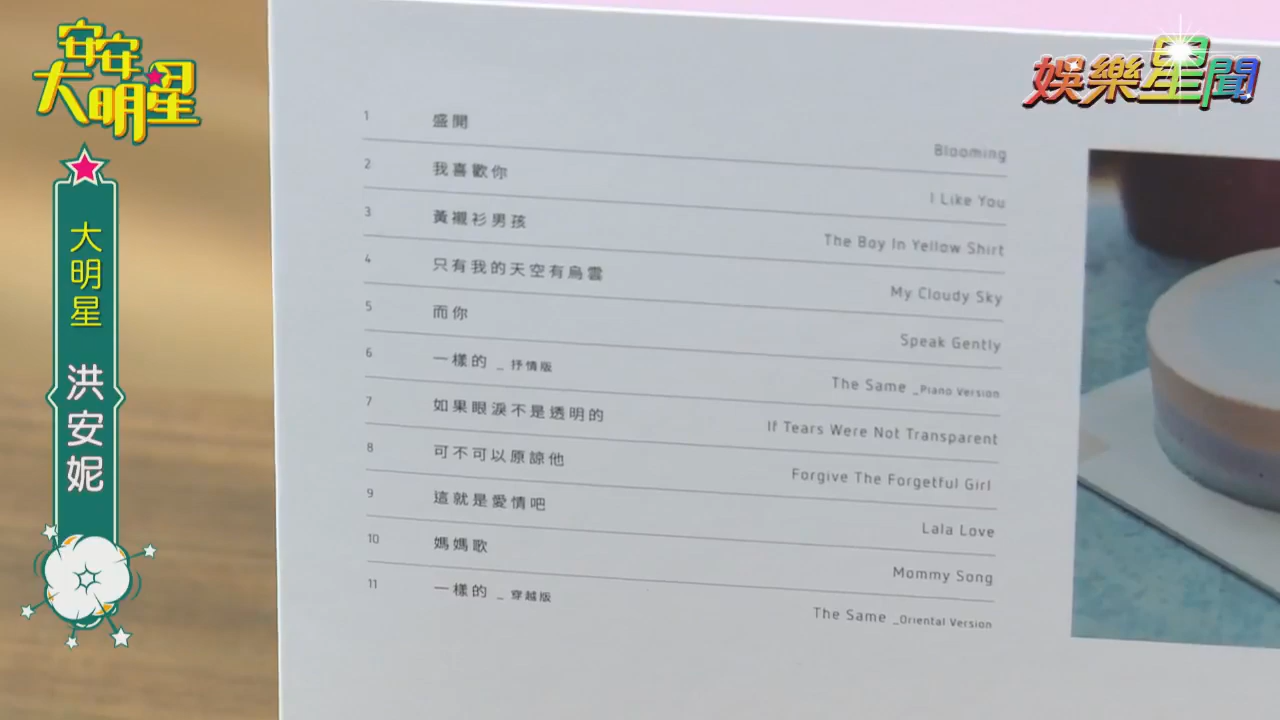 安安
大明星
大明星 洪安妮
娛樂星聞
1 盛開 Blooming
2 我喜歡你 I Like You
3 黃襯衫男孩 The Boy In Yellow Shirt
4 只有我的天空有烏雲 My Cloudy Sky
5 而你 Speak Gently
6 一樣的 _ 抒情版 The Same _Piano Version
7 如果眼淚不是透明的 If Tears Were Not Transparent
8 可不可以原諒他 Forgive The Forgetful Girl
9 這就是愛情吧 Lala Love
10 媽媽歌 Mommy Song
11 一樣的 _ 穿越版 The Same _Oriental Version